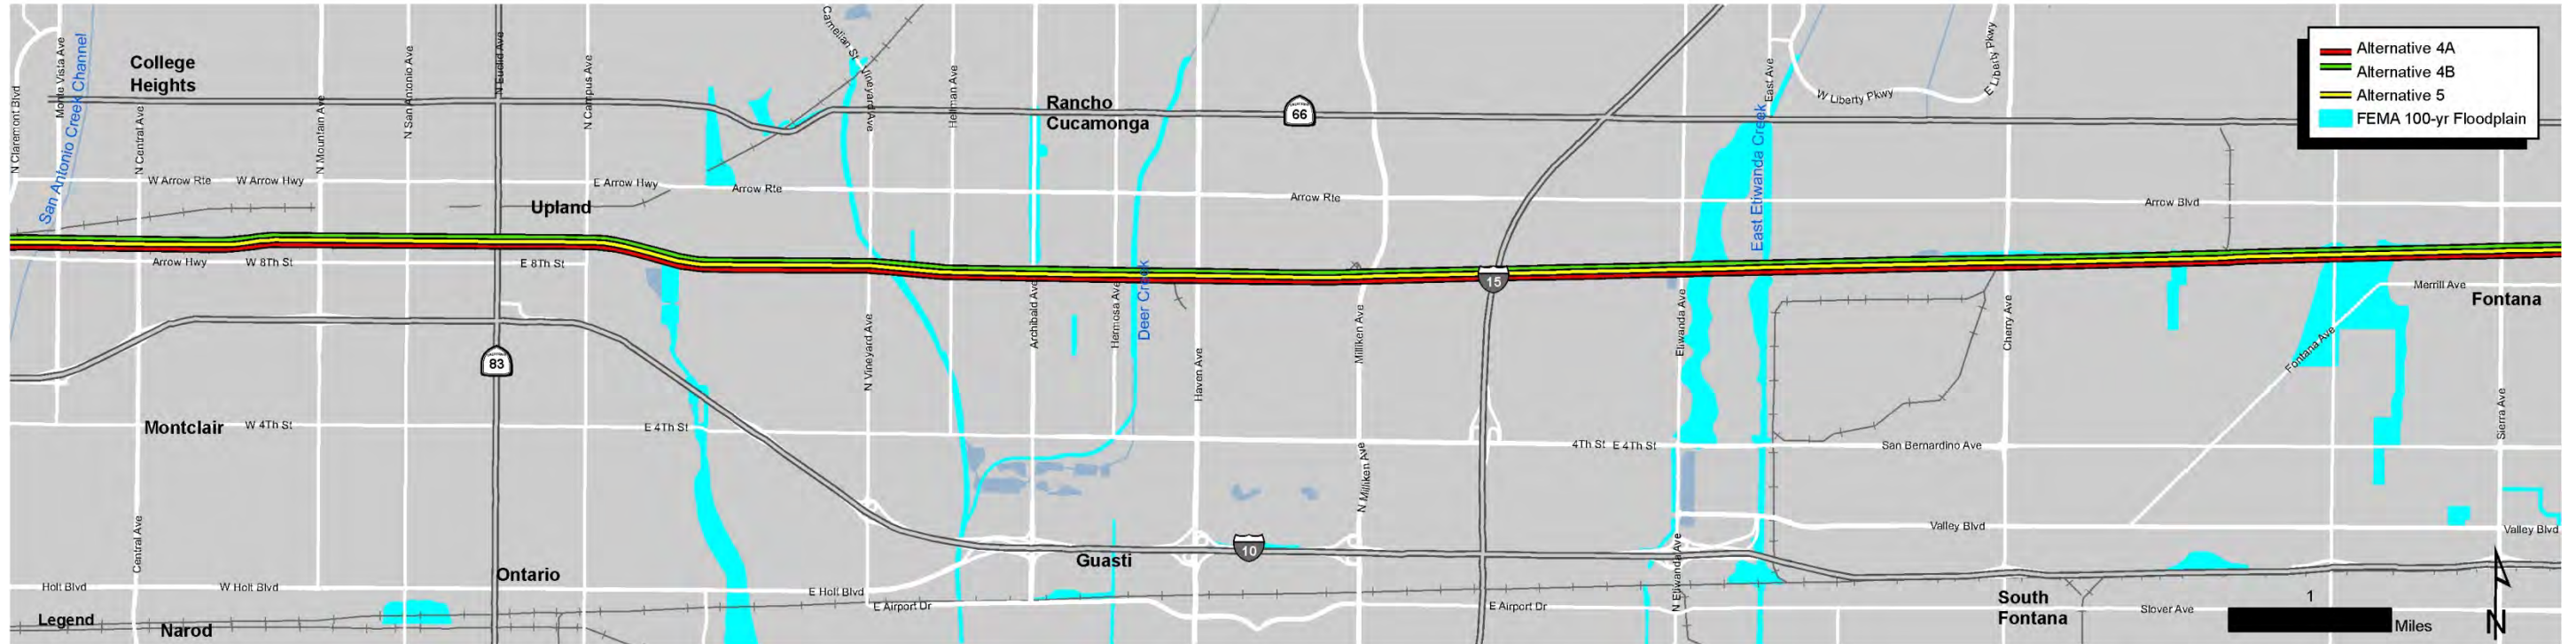 Alternative 4A
Alternative 4B
Alternative 5
FEMA 100-yr Floodplain
N Claremont Blvd
Monte Vista Ave
San Antonio Creek Channel
College
Heights
N Central Ave
N Mountain Ave
N San Antonio Ave
N Euclid Ave
N Campus Ave
Carnelian St
Vineyard Ave
Hellman Ave
Rancho
Cucamonga
66
East Ave
W Liberty Pkwy
E Liberty Pkwy
W Arrow Rte
W Arrow Hwy
E Arrow Hwy
Arrow Rte
Arrow Rte
Arrow Blvd
Upland
East Etiwanda Creek
Arrow Hwy
W 8Th St
E 8Th St
15
Deer Creek
Archibald Ave
Hermosa Ave
N Vineyard Ave
Haven Ave
Milliken Ave
Etiwanda Ave
Cherry Ave
Merrill Ave
Fontana
Fontana Ave
Sierra Ave
83
Montclair
W 4Th St
E 4Th St
4Th St
E 4Th St
San Bernardino Ave
N Milliken Ave
Central Ave
Valley Blvd
Valley Blvd
10
Guasti
N Etiwanda Ave
Ontario
Holt Blvd
W Holt Blvd
E Holt Blvd
E Airport Dr
E Airport Dr
South
Fontana
Slover Ave
Legend
Narod
1
Miles
N